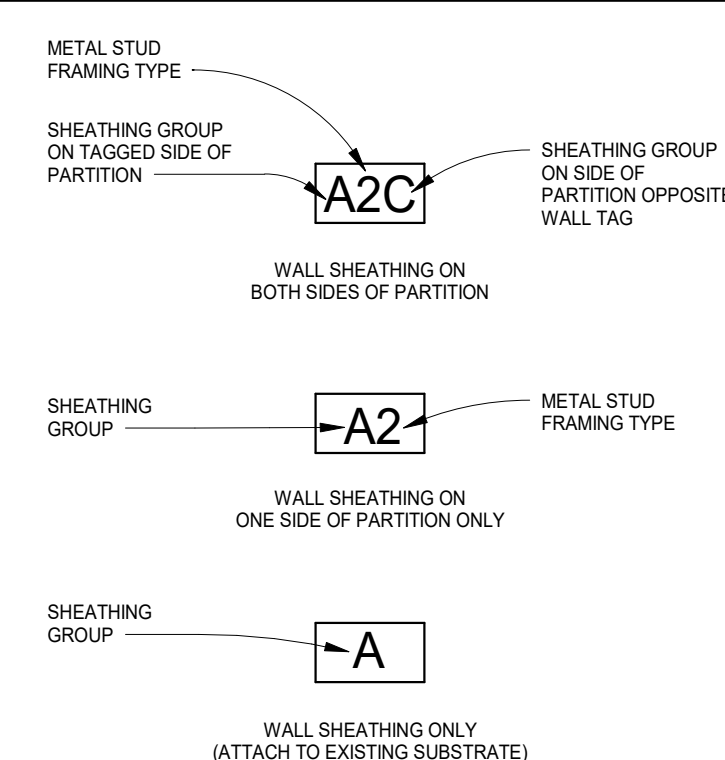 METAL STUD
FRAMING TYPE
SHEATHING GROUP
ON TAGGED SIDE OF
PARTITION
A2C
SHEATHING GROUP
ON SIDE OF
PARTITION OPPOSITE
WALL TAG
WALL SHEATHING ON
BOTH SIDES OF PARTITION
SHEATHING
GROUP
A2
METAL STUD
FRAMING TYPE
WALL SHEATHING ON
ONE SIDE OF PARTITION ONLY
SHEATHING
GROUP
A
WALL SHEATHING ONLY
(ATTACH TO EXISTING SUBSTRATE)